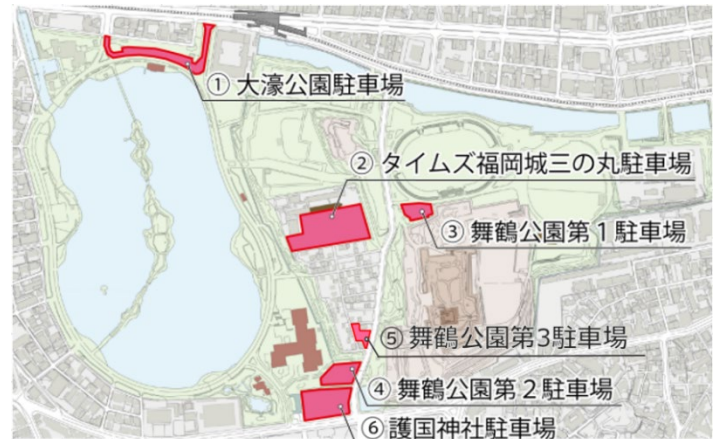 ① 大濠公園駐車場
② タイムズ福岡城三の丸駐車場
③ 舞鶴公園第１駐車場
⑤ 舞鶴公園第3駐車場
④ 舞鶴公園第２駐車場
⑥ 護国神社駐車場